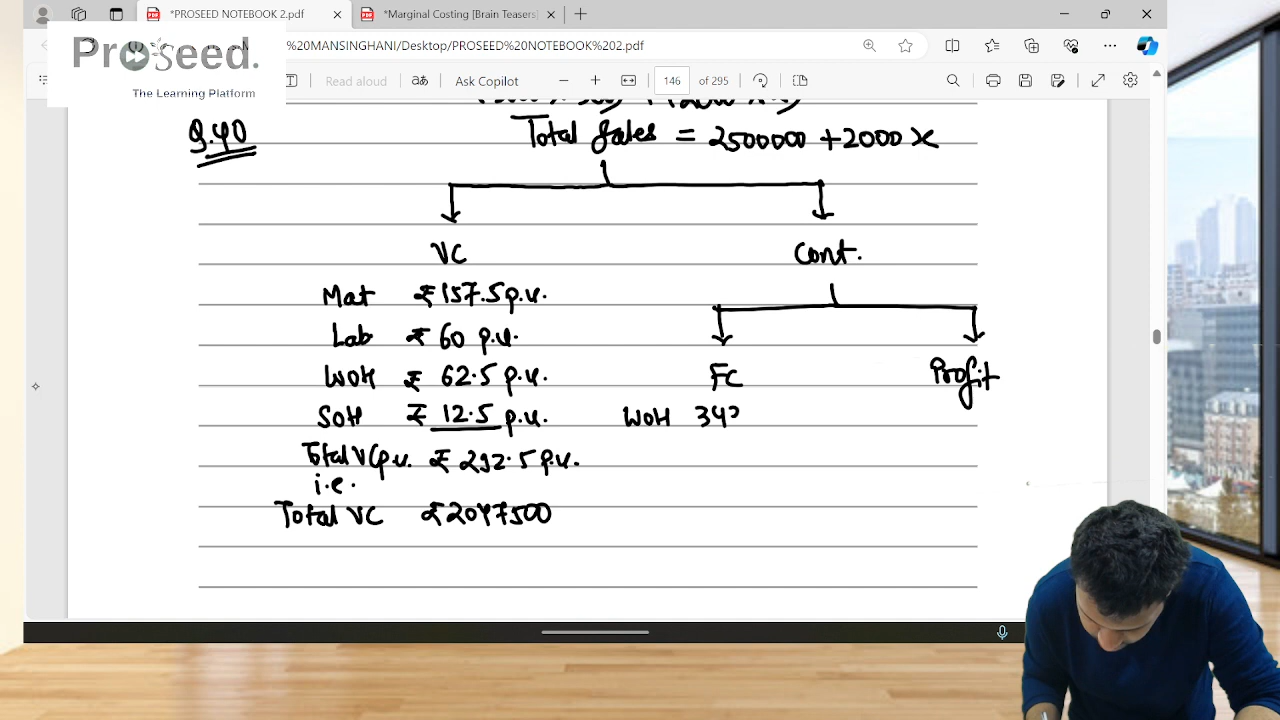 *PROSEED NOTEBOOK 2.pdf
*Marginal Costing [Brain Teasers]
Proseed.
The Learning Platform
%20MANSINGHANI/Desktop/PROSEED%20NOTEBOOK%202.pdf
Read aloud
Ask Copilot
146 of 295
Q.40
Total Sales = 2500000 + 2000 x
VC
Cont.
Mat ₹ 157.5 p.u.
Lab ₹ 60 p.u.
WOH ₹ 62.5 p.u.
FC
Profit
SOH ₹ 12.5 p.u.
WOH 34
Total VC p.u. ₹ 292.5 p.u.
i.e.
Total VC ₹ 2047500